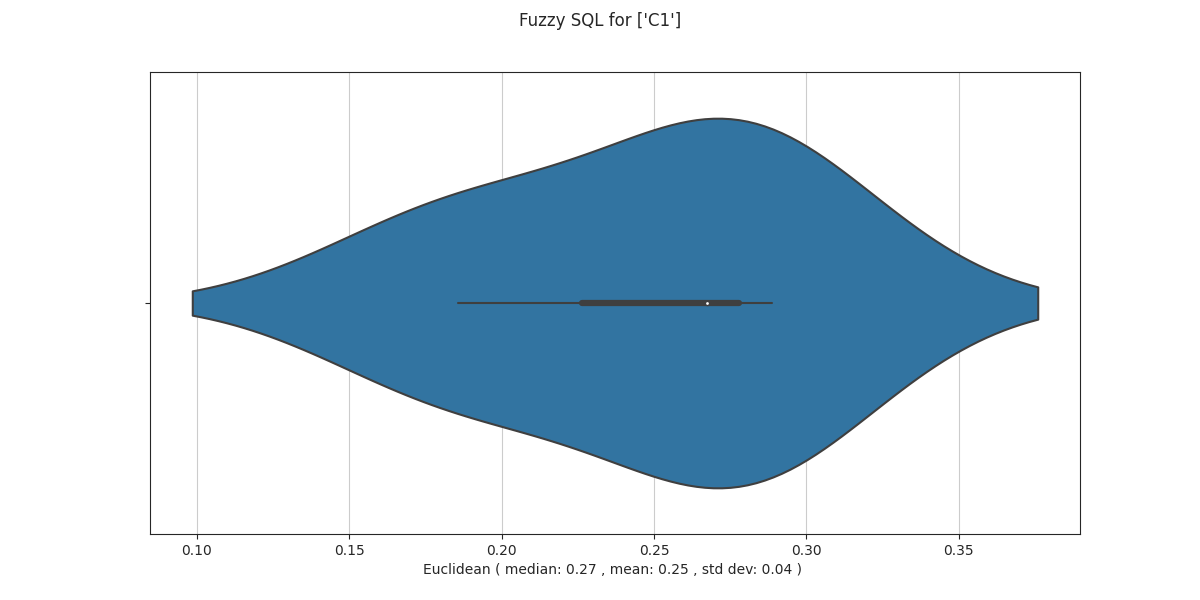 Fuzzy SQL for ['C1']
0.10 0.15 0.20 0.25 0.30 0.35
Euclidean ( median: 0.27 , mean: 0.25 , std dev: 0.04 )